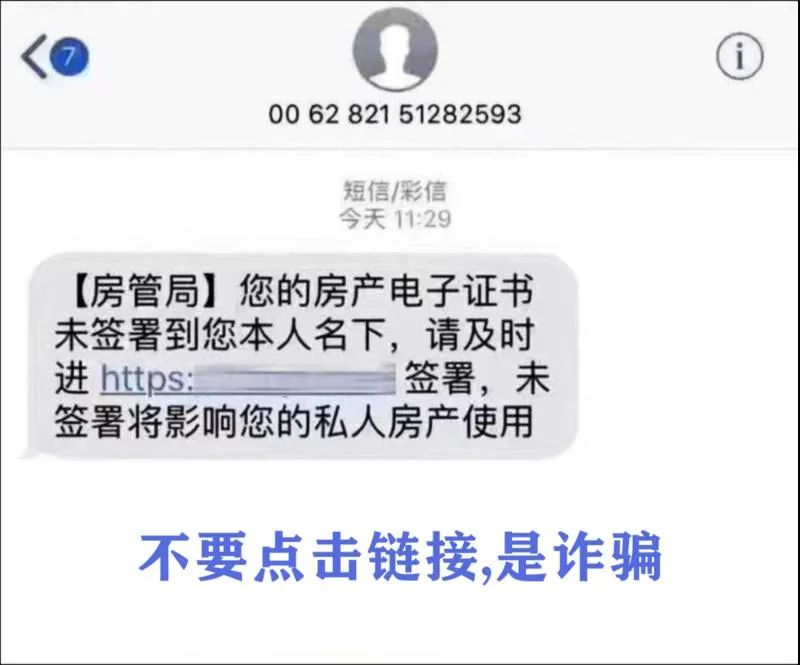 7
00 62 821 51282593
短信/彩信
今天 11:29
【房管局】您的房产电子证书
未签署到您本人名下，请及时
进 https: 签署，未
签署将影响您的私人房产使用
不要点击链接,是诈骗